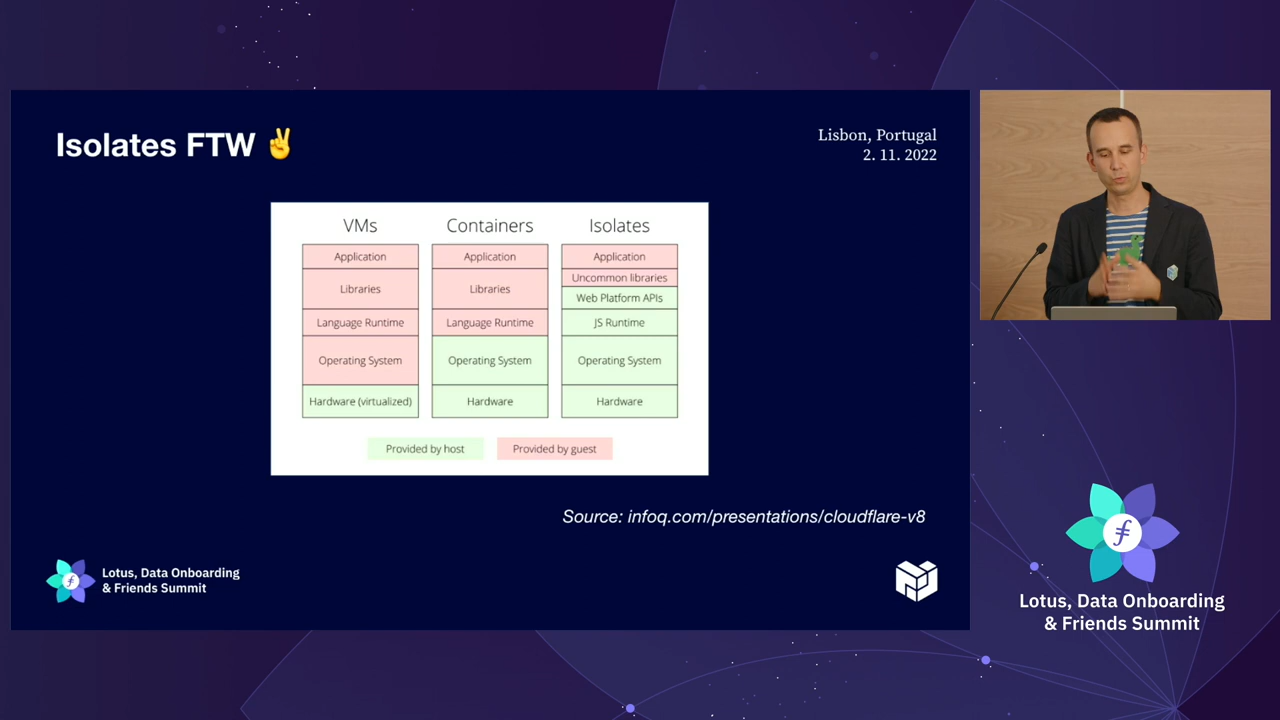 Isolates FTW ✌️
Lisbon, Portugal
2. 11. 2022
VMs
Application
Libraries
Language Runtime
Operating System
Hardware (virtualized)
Containers
Application
Libraries
Language Runtime
Operating System
Hardware
Isolates
Application
Uncommon libraries
Web Platform APIs
JS Runtime
Operating System
Hardware
Provided by host
Provided by guest
Source: infoq.com/presentations/cloudflare-v8
Lotus, Data Onboarding
& Friends Summit
Lotus, Data Onboarding
& Friends Summit